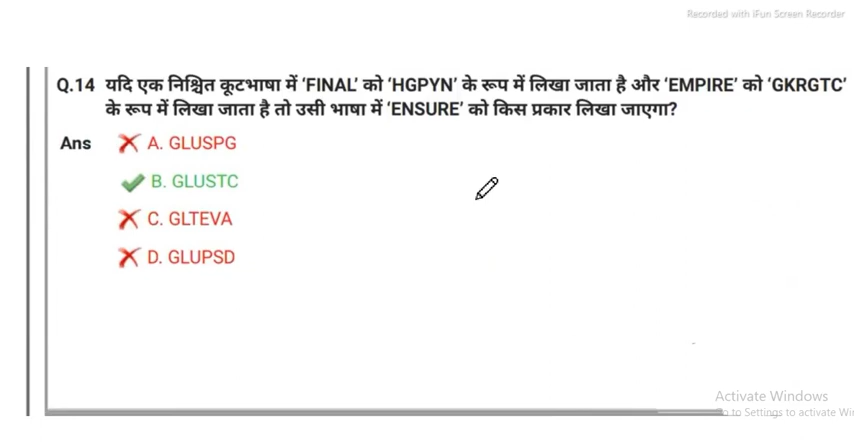 Recorded with iFun Screen Recorder
Q.14 यदि एक निश्चित कूटभाषा में ‘FINAL’ को ‘HGPYN’ के रूप में लिखा जाता है और ‘EMPIRE’ को ‘GKRGTC’
के रूप में लिखा जाता है तो उसी भाषा में ‘ENSURE’ को किस प्रकार लिखा जाएगा?
Ans A. GLUSPG
B. GLUSTC
C. GLTEVA
D. GLUPSD
Activate Windows
to Settings to activate